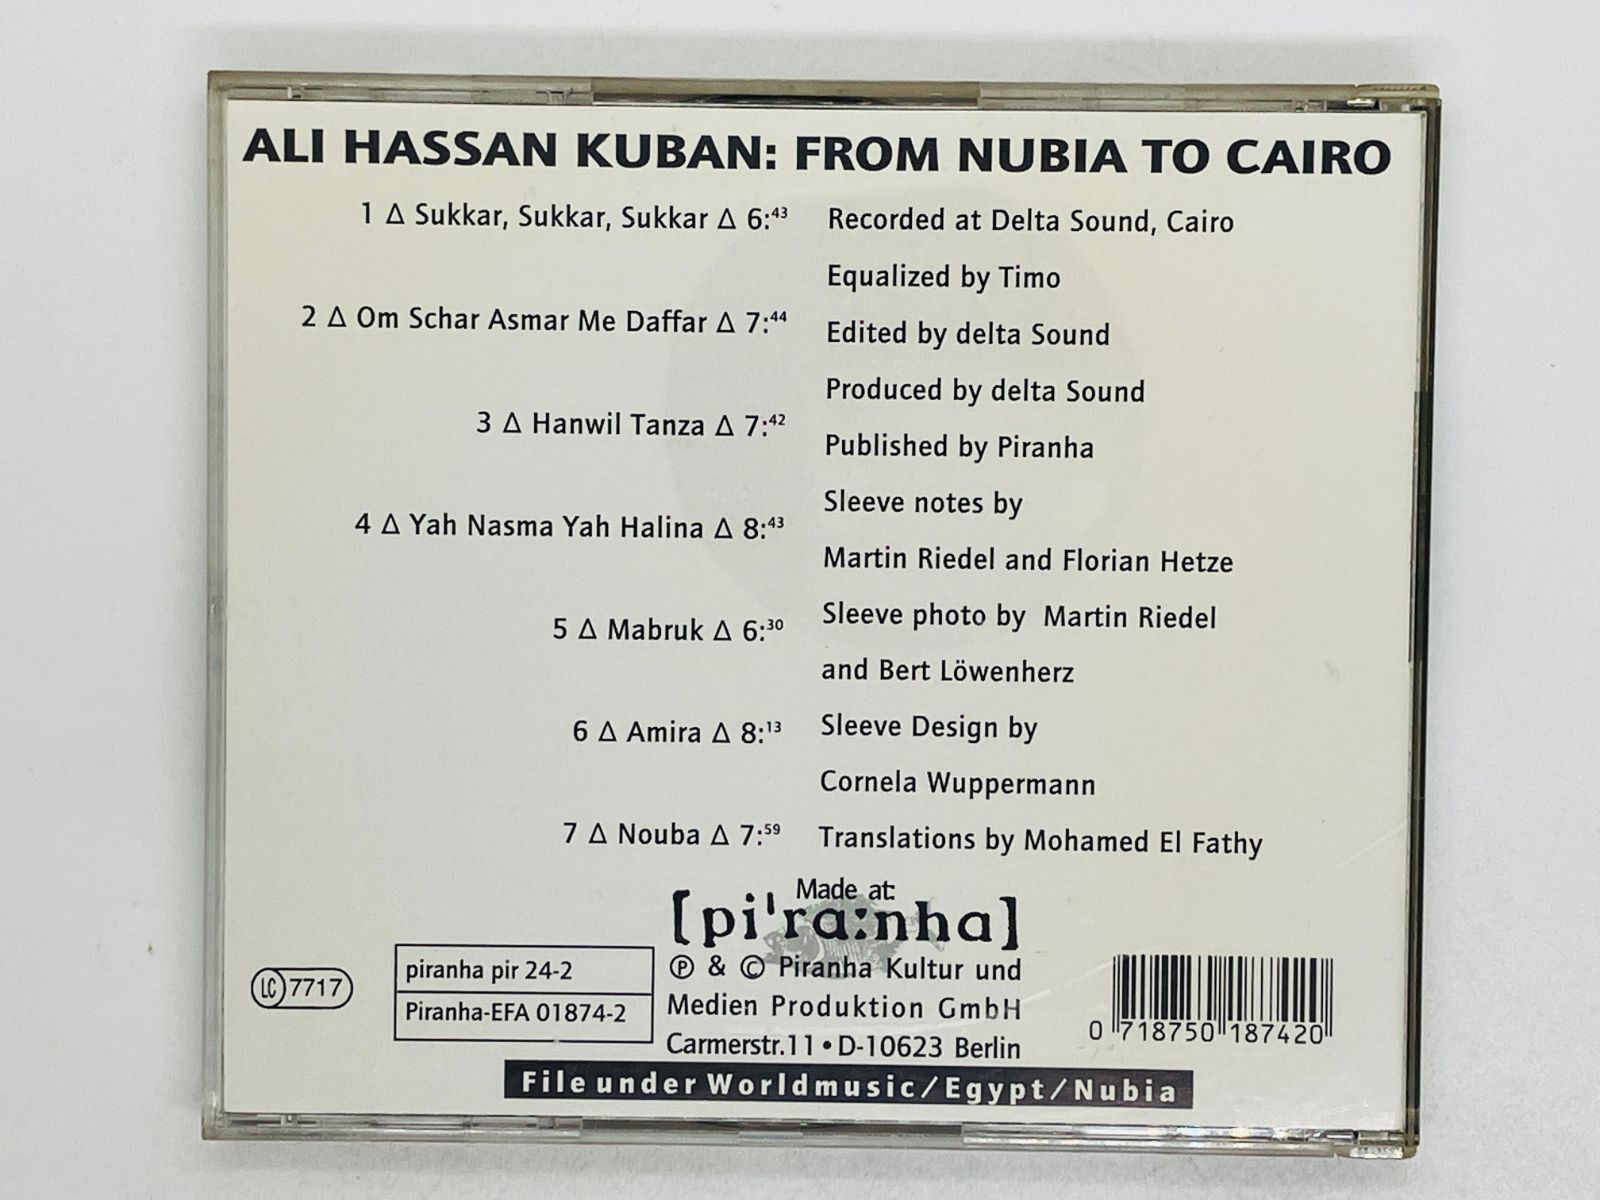 ALI HASSAN KUBAN: FROM NUBIA TO CAIRO
1 Δ Sukkar, Sukkar, Sukkar Δ 6:43
2 Δ Om Schar Asmar Me Daffar Δ 7:44
3 Δ Hanwil Tanza Δ 7:42
4 Δ Yah Nasma Yah Halina Δ 8:43
5 Δ Mabruk Δ 6:30
6 Δ Amira Δ 8:13
7 Δ Nouba Δ 7:59
Recorded at Delta Sound, Cairo
Equalized by Timo
Edited by delta Sound
Produced by delta Sound
Published by Piranha
Sleeve notes by
Martin Riedel and Florian Hetze
Sleeve photo by Martin Riedel
and Bert Löwenherz
Sleeve Design by
Cornela Wuppermann
Translations by Mohamed El Fathy
LC 7717
piranha pir 24-2
Piranha-EFA 01874-2
Made at:
[pi'ra:nha]
℗ & © Piranha Kultur und
Medien Produktion GmbH
Carmerstr.11 • D-10623 Berlin
0 718750 187420
File under Worldmusic/Egypt/Nubia